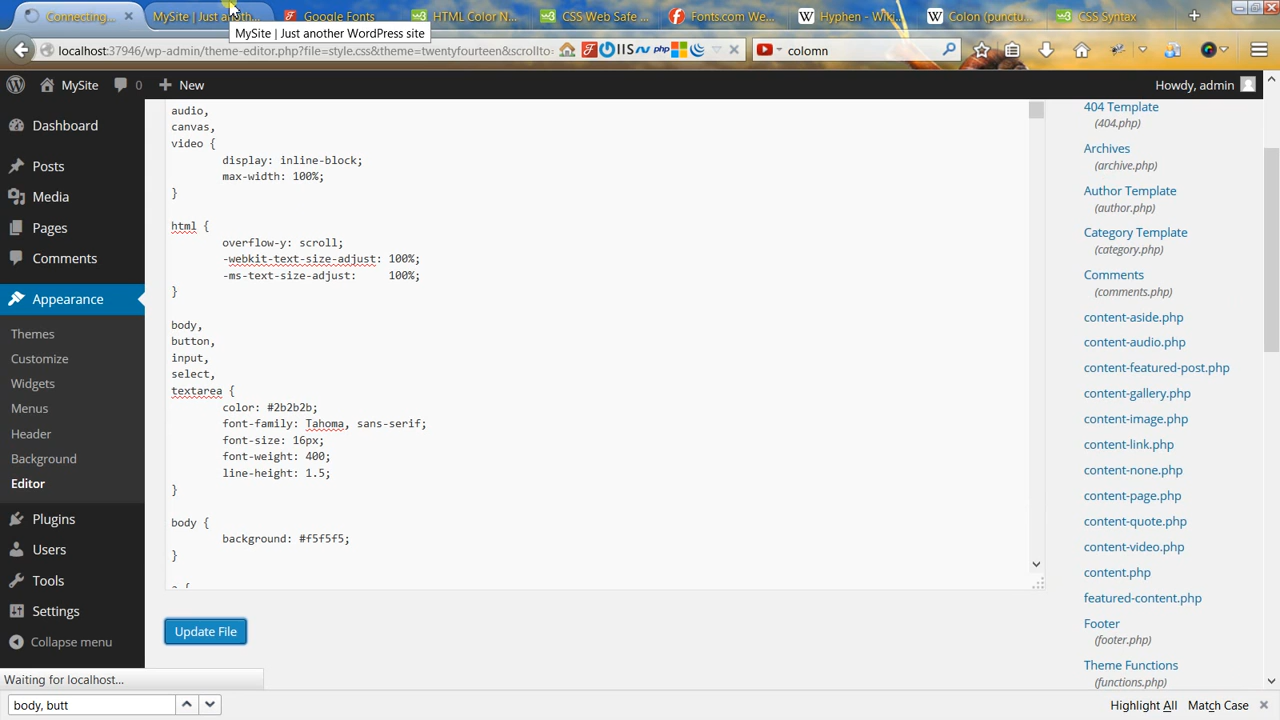 Connecting...
MySite | Just anoth...
Google Fonts
HTML Color N...
CSS Web Safe ...
Fonts.com We...
Hyphen - Wiki...
Colon (punctu...
CSS Syntax
MySite | Just another WordPress site
localhost:37946/wp-admin/theme-editor.php?file=style.css&theme=twentyfourteen&scrollto:
IIS
php
colomn
MySite
0
New
Howdy, admin
Dashboard
Posts
Media
Pages
Comments
Appearance
Themes
Customize
Widgets
Menus
Header
Background
Editor
Plugins
Users
Tools
Settings
Collapse menu
audio,
canvas,
video {
display: inline-block;
max-width: 100%;
}
html {
overflow-y: scroll;
-webkit-text-size-adjust: 100%;
-ms-text-size-adjust: 100%;
}
body,
button,
input,
select,
textarea {
color: #2b2b2b;
font-family: Tahoma, sans-serif;
font-size: 16px;
font-weight: 400;
line-height: 1.5;
}
body {
background: #f5f5f5;
}
a {
Update File
404 Template
(404.php)
Archives
(archive.php)
Author Template
(author.php)
Category Template
(category.php)
Comments
(comments.php)
content-aside.php
content-audio.php
content-featured-post.php
content-gallery.php
content-image.php
content-link.php
content-none.php
content-page.php
content-quote.php
content-video.php
content.php
featured-content.php
Footer
(footer.php)
Theme Functions
(functions.php)
Waiting for localhost...
body, butt
Highlight All
Match Case